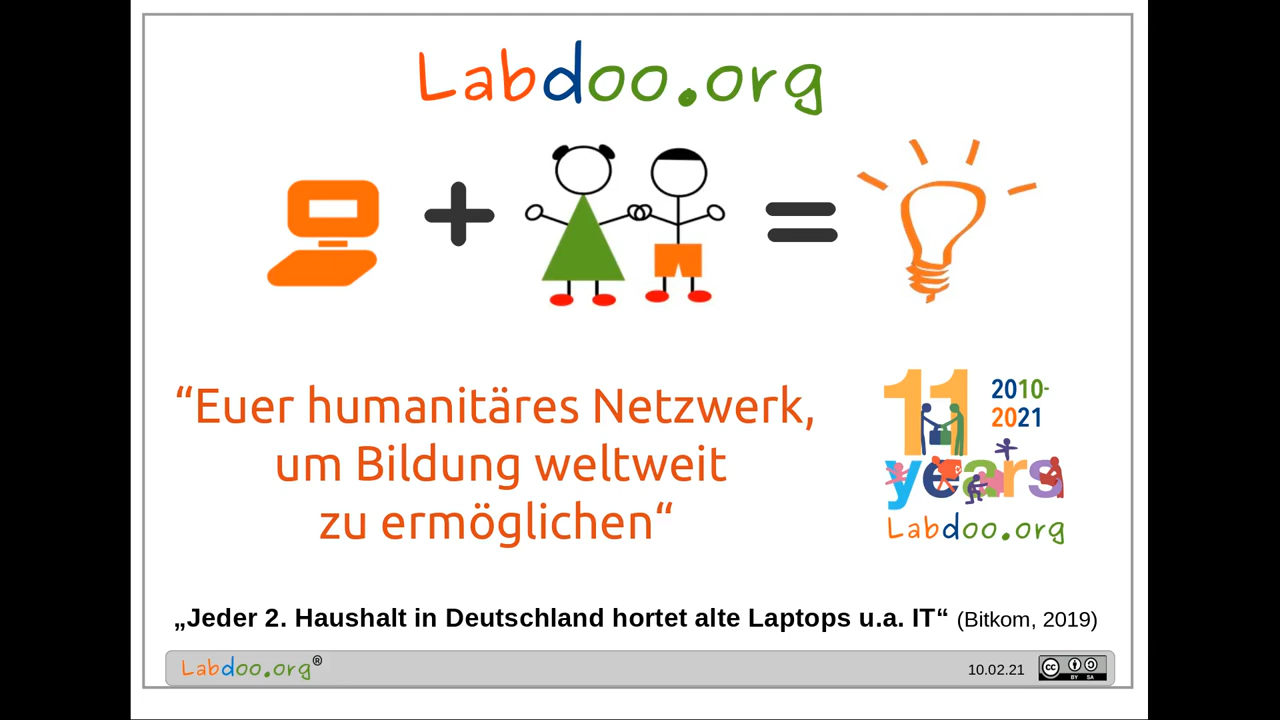 Labdoo.org
“Euer humanitäres Netzwerk,
um Bildung weltweit
zu ermöglichen“
11
2010-
2021
years
Labdoo.org
„Jeder 2. Haushalt in Deutschland hortet alte Laptops u.a. IT“ (Bitkom, 2019)
Labdoo.org®
10.02.21
cc
BY SA